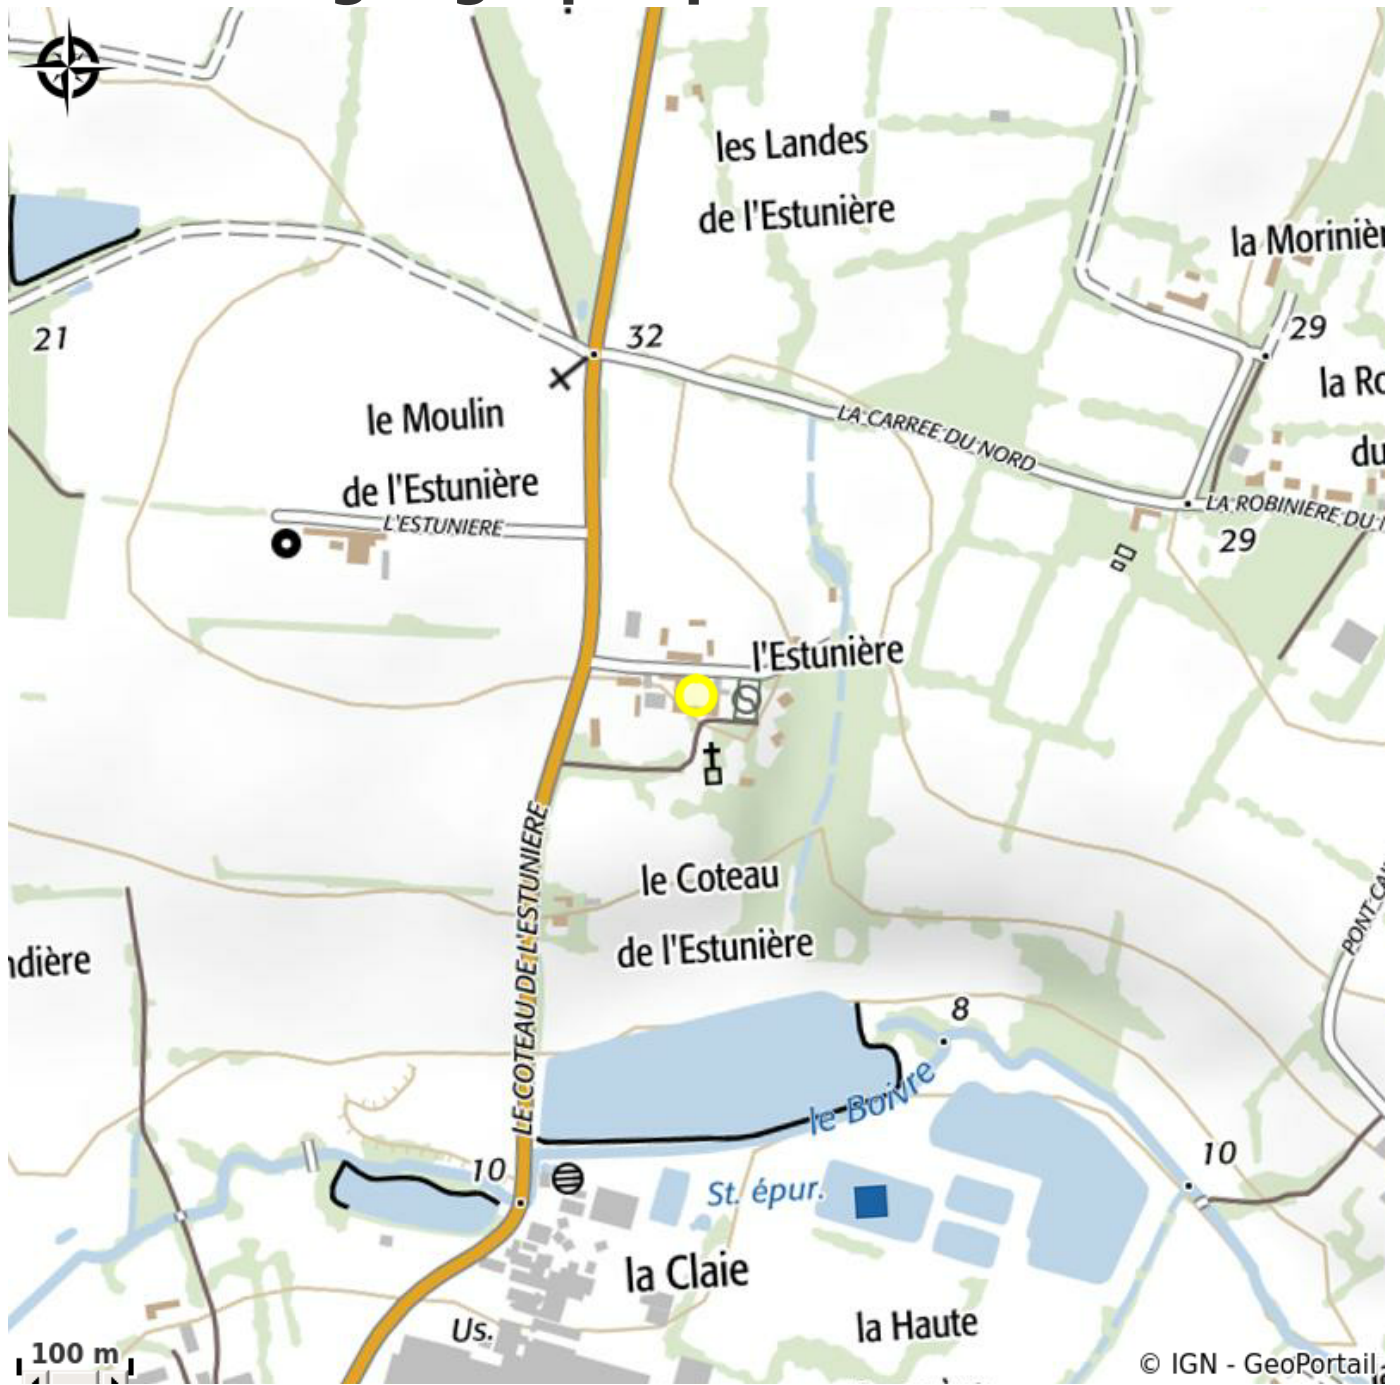 les Landes
de l'Estunière
la Morinièr
21
32
29
le Moulin
de l'Estunière
L'ESTUNIERE
LA CARREE DU NORD
la Ro
du
LA ROBINIERE DU
29
l'Estunière
LE COTEAU DE L'ESTUNIERE
le Coteau
de l'Estunière
ndière
PONT-CAI
8
le Boivre
10
10
St. épur.
la Claie
la Haute
Us.
100 m
© IGN - GeoPortail